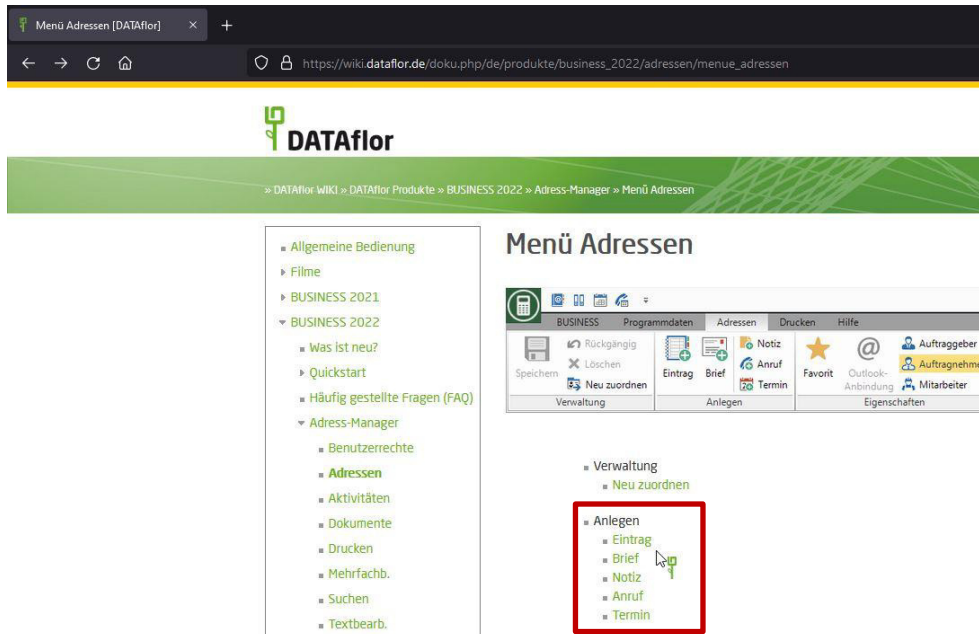 Menü Adressen [DATAflor]
https://wiki.dataflor.de/doku.php/de/produkte/business_2022/adressen/menue_adressen
DATAflor
» DATAflor WIKI » DATAflor Produkte » BUSINESS 2022 » Adress-Manager » Menü Adressen
Allgemeine Bedienung
Filme
BUSINESS 2021
BUSINESS 2022
Was ist neu?
Quickstart
Häufig gestellte Fragen (FAQ)
Adress-Manager
Benutzerrechte
Adressen
Aktivitäten
Dokumente
Drucken
Mehrfachb.
Suchen
Textbearb.
Menü Adressen
BUSINESS Programmdaten Adressen Drucken Hilfe
Speichern
Rückgängig
Löschen
Neu zuordnen
Verwaltung
Eintrag
Brief
Notiz
Anruf
Termin
Anlegen
Favorit
Outlook-
Anbindung
Auftraggeber
Auftragnehme
Mitarbeiter
Eigenschaften
Verwaltung
Neu zuordnen
Anlegen
Eintrag
Brief
Notiz
Anruf
Termin